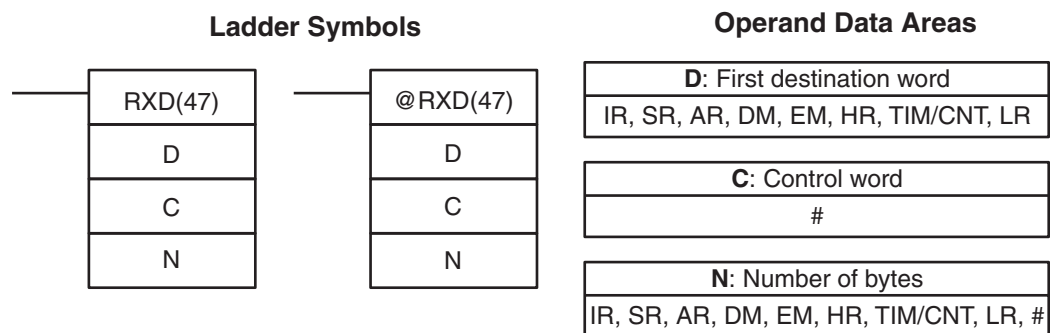 Ladder Symbols
RXD(47)
D
C
N
@RXD(47)
D
C
N
Operand Data Areas
D: First destination word
IR, SR, AR, DM, EM, HR, TIM/CNT, LR
C: Control word
#
N: Number of bytes
IR, SR, AR, DM, EM, HR, TIM/CNT, LR, #